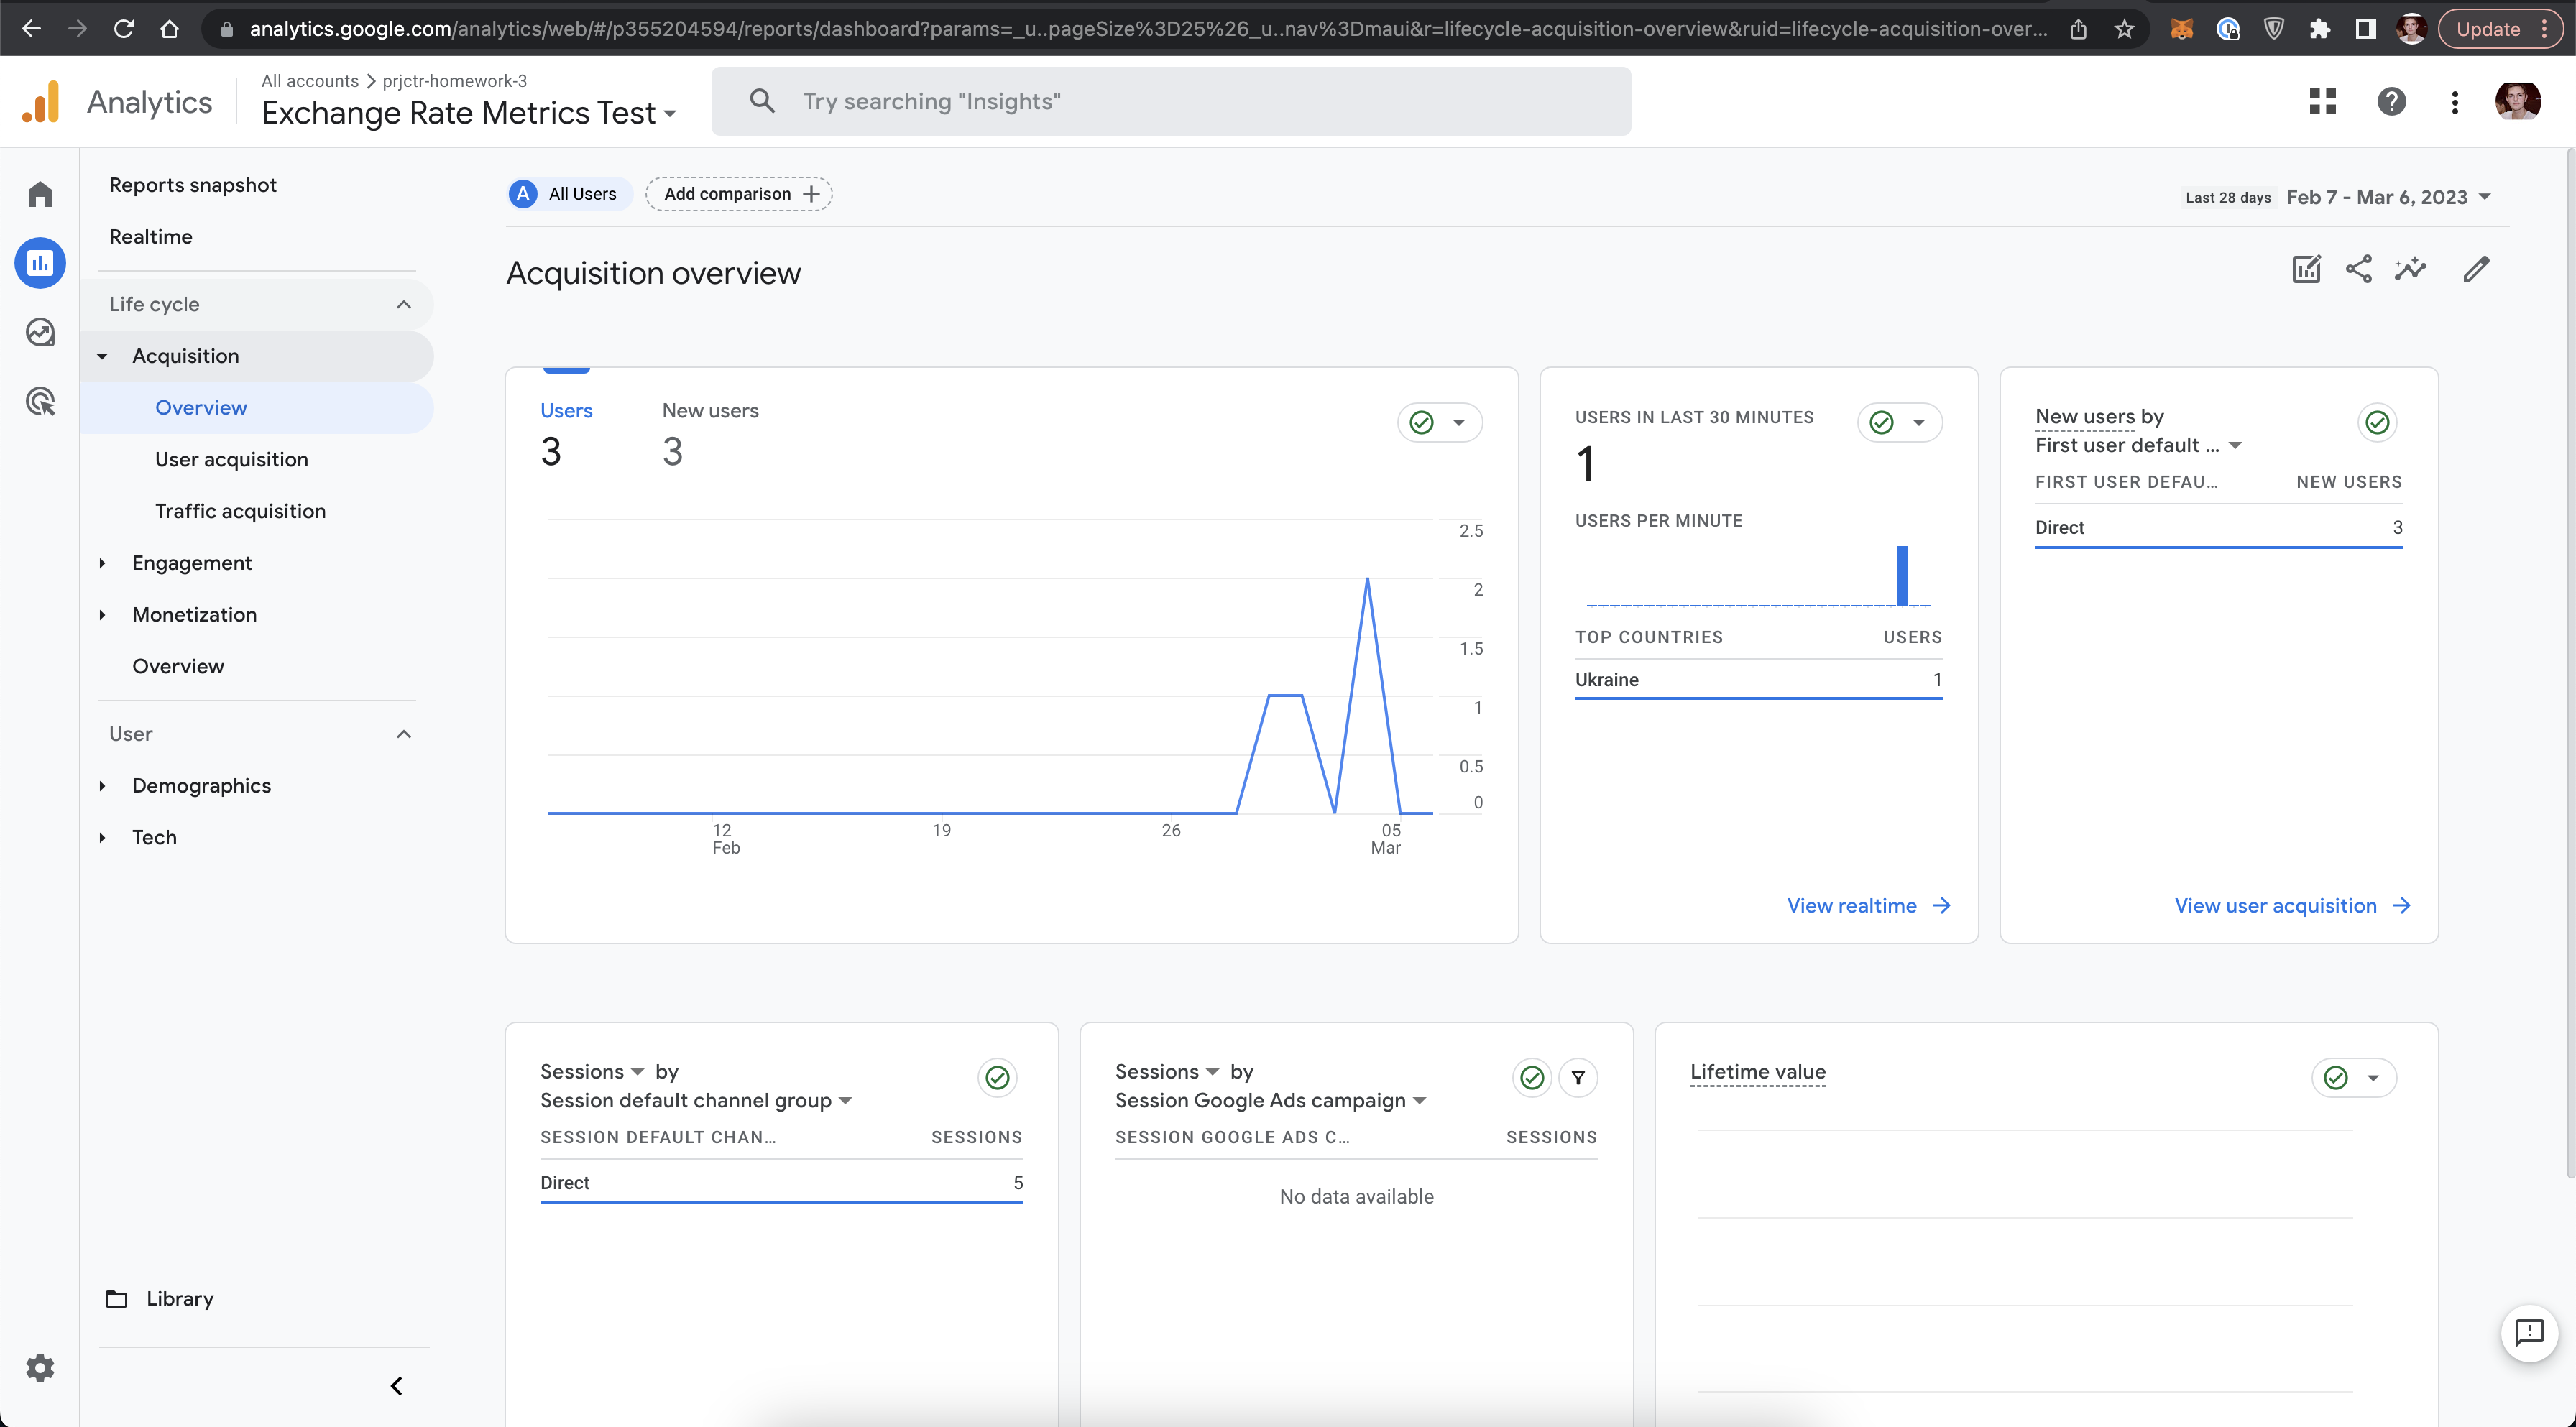 analytics.google.com/analytics/web/#/p355204594/reports/dashboard?params=_u..pageSize%3D25%26_u..nav%3Dmaui&r=lifecycle-acquisition-overview&ruid=lifecycle-acquisition-over...
Update
Analytics
All accounts > prjctr-homework-3
Exchange Rate Metrics Test
Try searching "Insights"
Reports snapshot
Realtime
Life cycle
Acquisition
Overview
User acquisition
Traffic acquisition
Engagement
Monetization
Overview
User
Demographics
Tech
Library
A All Users
Add comparison +
Last 28 days Feb 7 - Mar 6, 2023
Acquisition overview
Users New users
3 3
2.5
2
1.5
1
0.5
0
12 19 26 05
Feb Mar
USERS IN LAST 30 MINUTES
1
USERS PER MINUTE
TOP COUNTRIES USERS
Ukraine 1
View realtime
New users by
First user default ...
FIRST USER DEFAU... NEW USERS
Direct 3
View user acquisition
Sessions by
Session default channel group
SESSION DEFAULT CHAN... SESSIONS
Direct 5
Sessions by
Session Google Ads campaign
SESSION GOOGLE ADS C... SESSIONS
No data available
Lifetime value